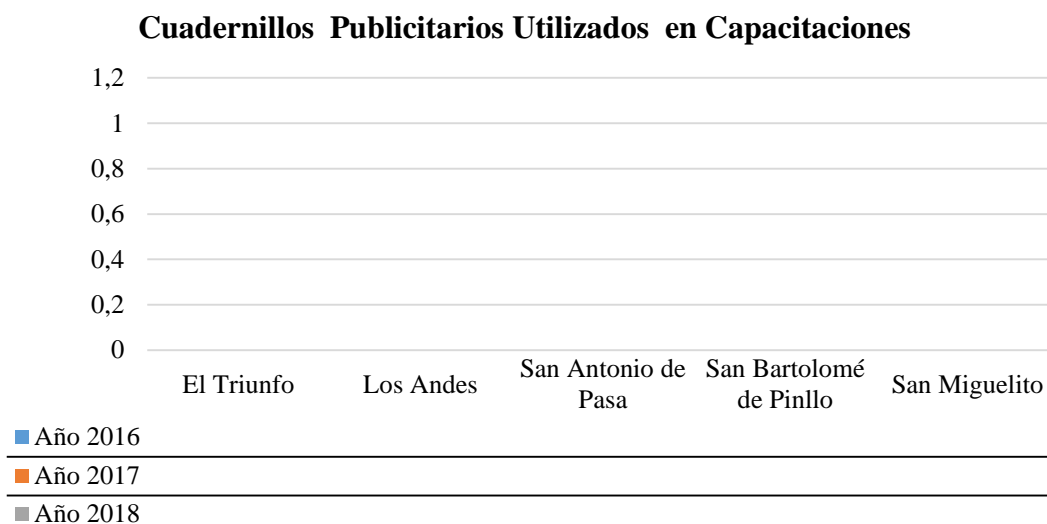 Cuadernillos Publicitarios Utilizados en Capacitaciones
1,2
1
0,8
0,6
0,4
0,2
0
El Triunfo
Los Andes
San Antonio de
Pasa
San Bartolomé
de Pinllo
San Miguelito
Año 2016
Año 2017
Año 2018